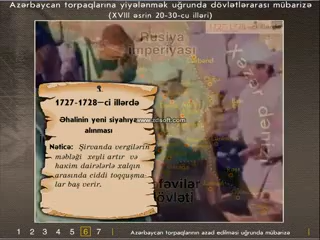 Azərbaycan torpaqlarına yiyələnmək uğrunda dövlətlərarası mübarizə
(XVIII əsrin 20-30-cu illəri)
Rusiya
imperiyası
Xəzər dənizi
1727-1728-ci illərdə
Əhalinin yeni siyahıya
alınması
Nəticə: Şirvanda vergilərin
məbləği xeyli artır və
hakim dairələrlə xalqın
arasında ciddi toqquşma-
lar baş verir.
əfəvilər
dövləti
1 2 3 4 5 6 7
Azərbaycan torpaqlarının azad edilməsi uğrunda mübarizə